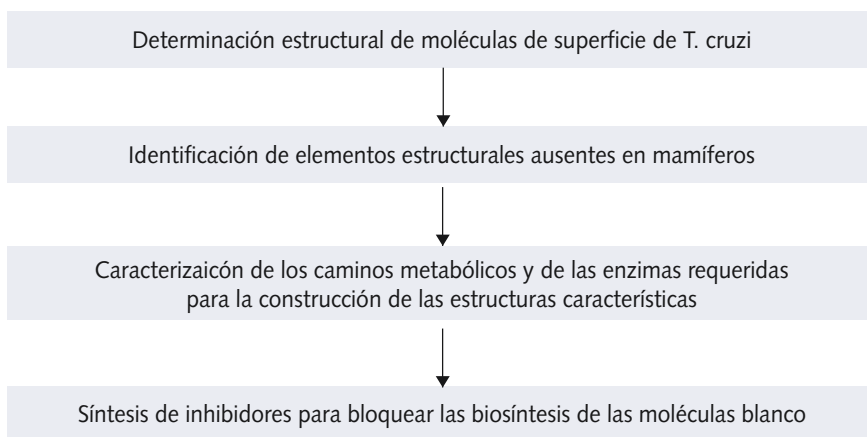 Determinación estructural de moléculas de superficie de T. cruzi
Identificación de elementos estructurales ausentes en mamíferos
Caracterizaicón de los caminos metabólicos y de las enzimas requeridas
para la construcción de las estructuras características
Síntesis de inhibidores para bloquear las biosíntesis de las moléculas blanco